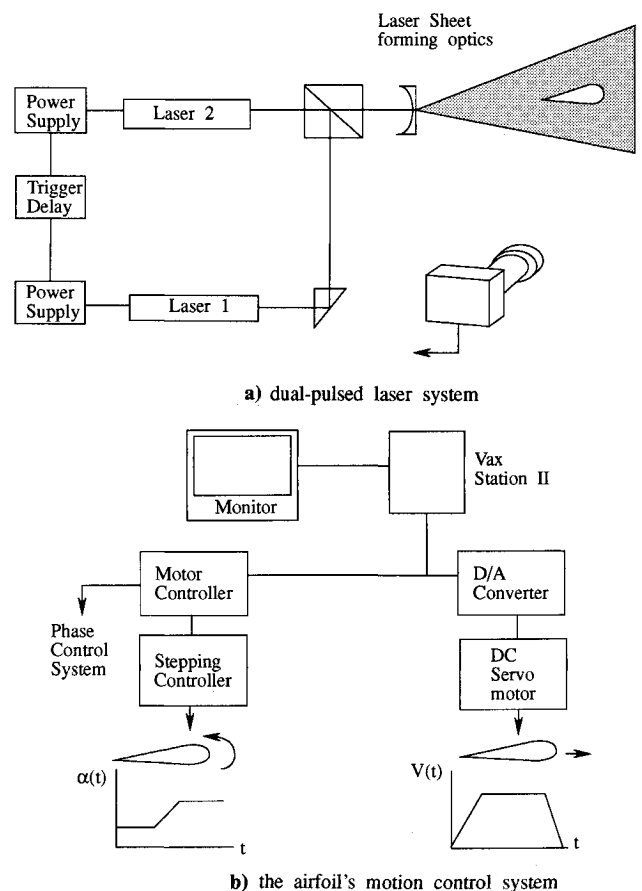 Laser Sheet
forming optics
Power
Supply
Laser 2
Trigger
Delay
Power
Supply
Laser 1
a) dual-pulsed laser system
Monitor
Vax
Station II
Motor
Controller
D/A
Converter
Phase
Control
System
Stepping
Controller
DC
Servo
motor
α(t)
t
V(t)
t
b) the airfoil's motion control system